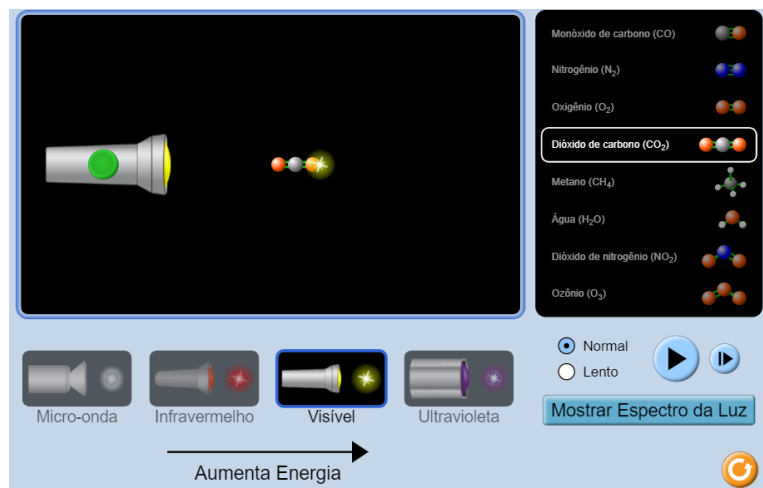 Monóxido de carbono (CO)
Nitrogênio (N₂)
Oxigênio (O₂)
Dióxido de carbono (CO₂)
Metano (CH₄)
Água (H₂O)
Dióxido de nitrogênio (NO₂)
Ozônio (O₃)
Normal
Lento
Mostrar Espectro da Luz
Micro-onda
Infravermelho
Visível
Ultravioleta
Aumenta Energia